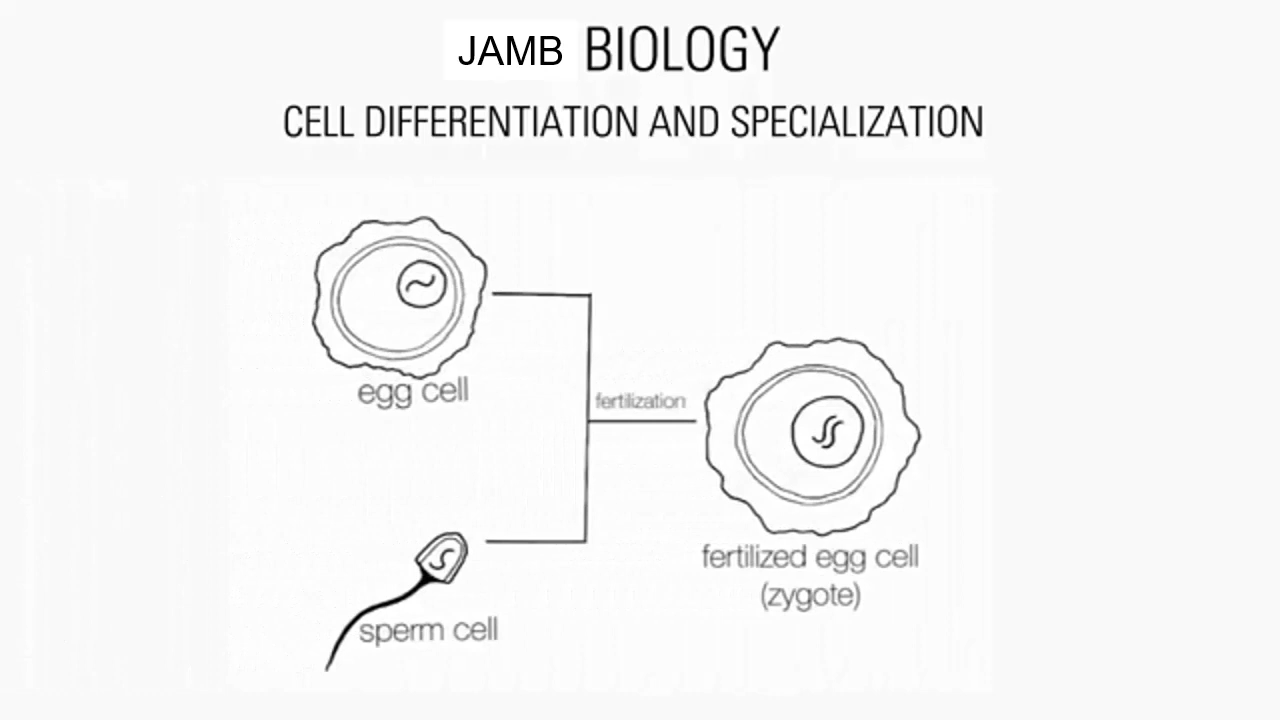 JAMB BIOLOGY
CELL DIFFERENTIATION AND SPECIALIZATION
egg cell
fertilization
fertilized egg cell
(zygote)
sperm cell